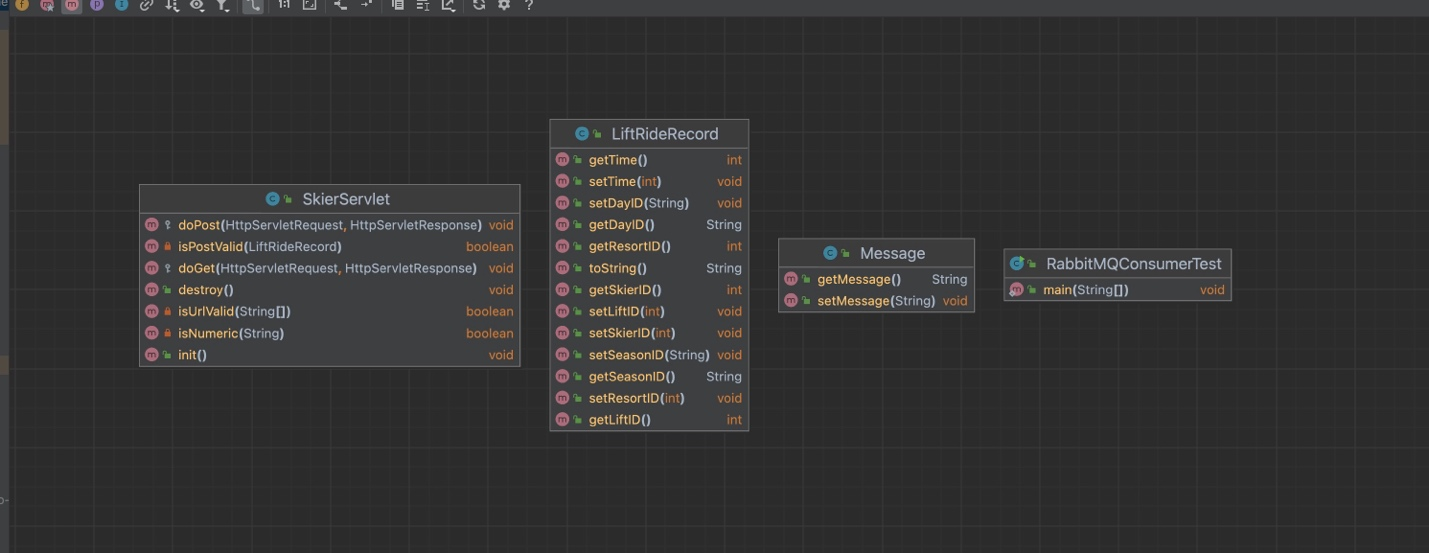 1:1
?
SkierServlet
doPost(HttpServletRequest, HttpServletResponse) void
isPostValid(LiftRideRecord) boolean
doGet(HttpServletRequest, HttpServletResponse) void
destroy() void
isUrlValid(String[]) boolean
isNumeric(String) boolean
init() void
LiftRideRecord
getTime() int
setTime(int) void
setDayID(String) void
getDayID() String
getResortID() int
toString() String
getSkierID() int
setLiftID(int) void
setSkierID(int) void
setSeasonID(String) void
getSeasonID() String
setResortID(int) void
getLiftID() int
Message
getMessage() String
setMessage(String) void
RabbitMQConsumerTest
main(String[]) void